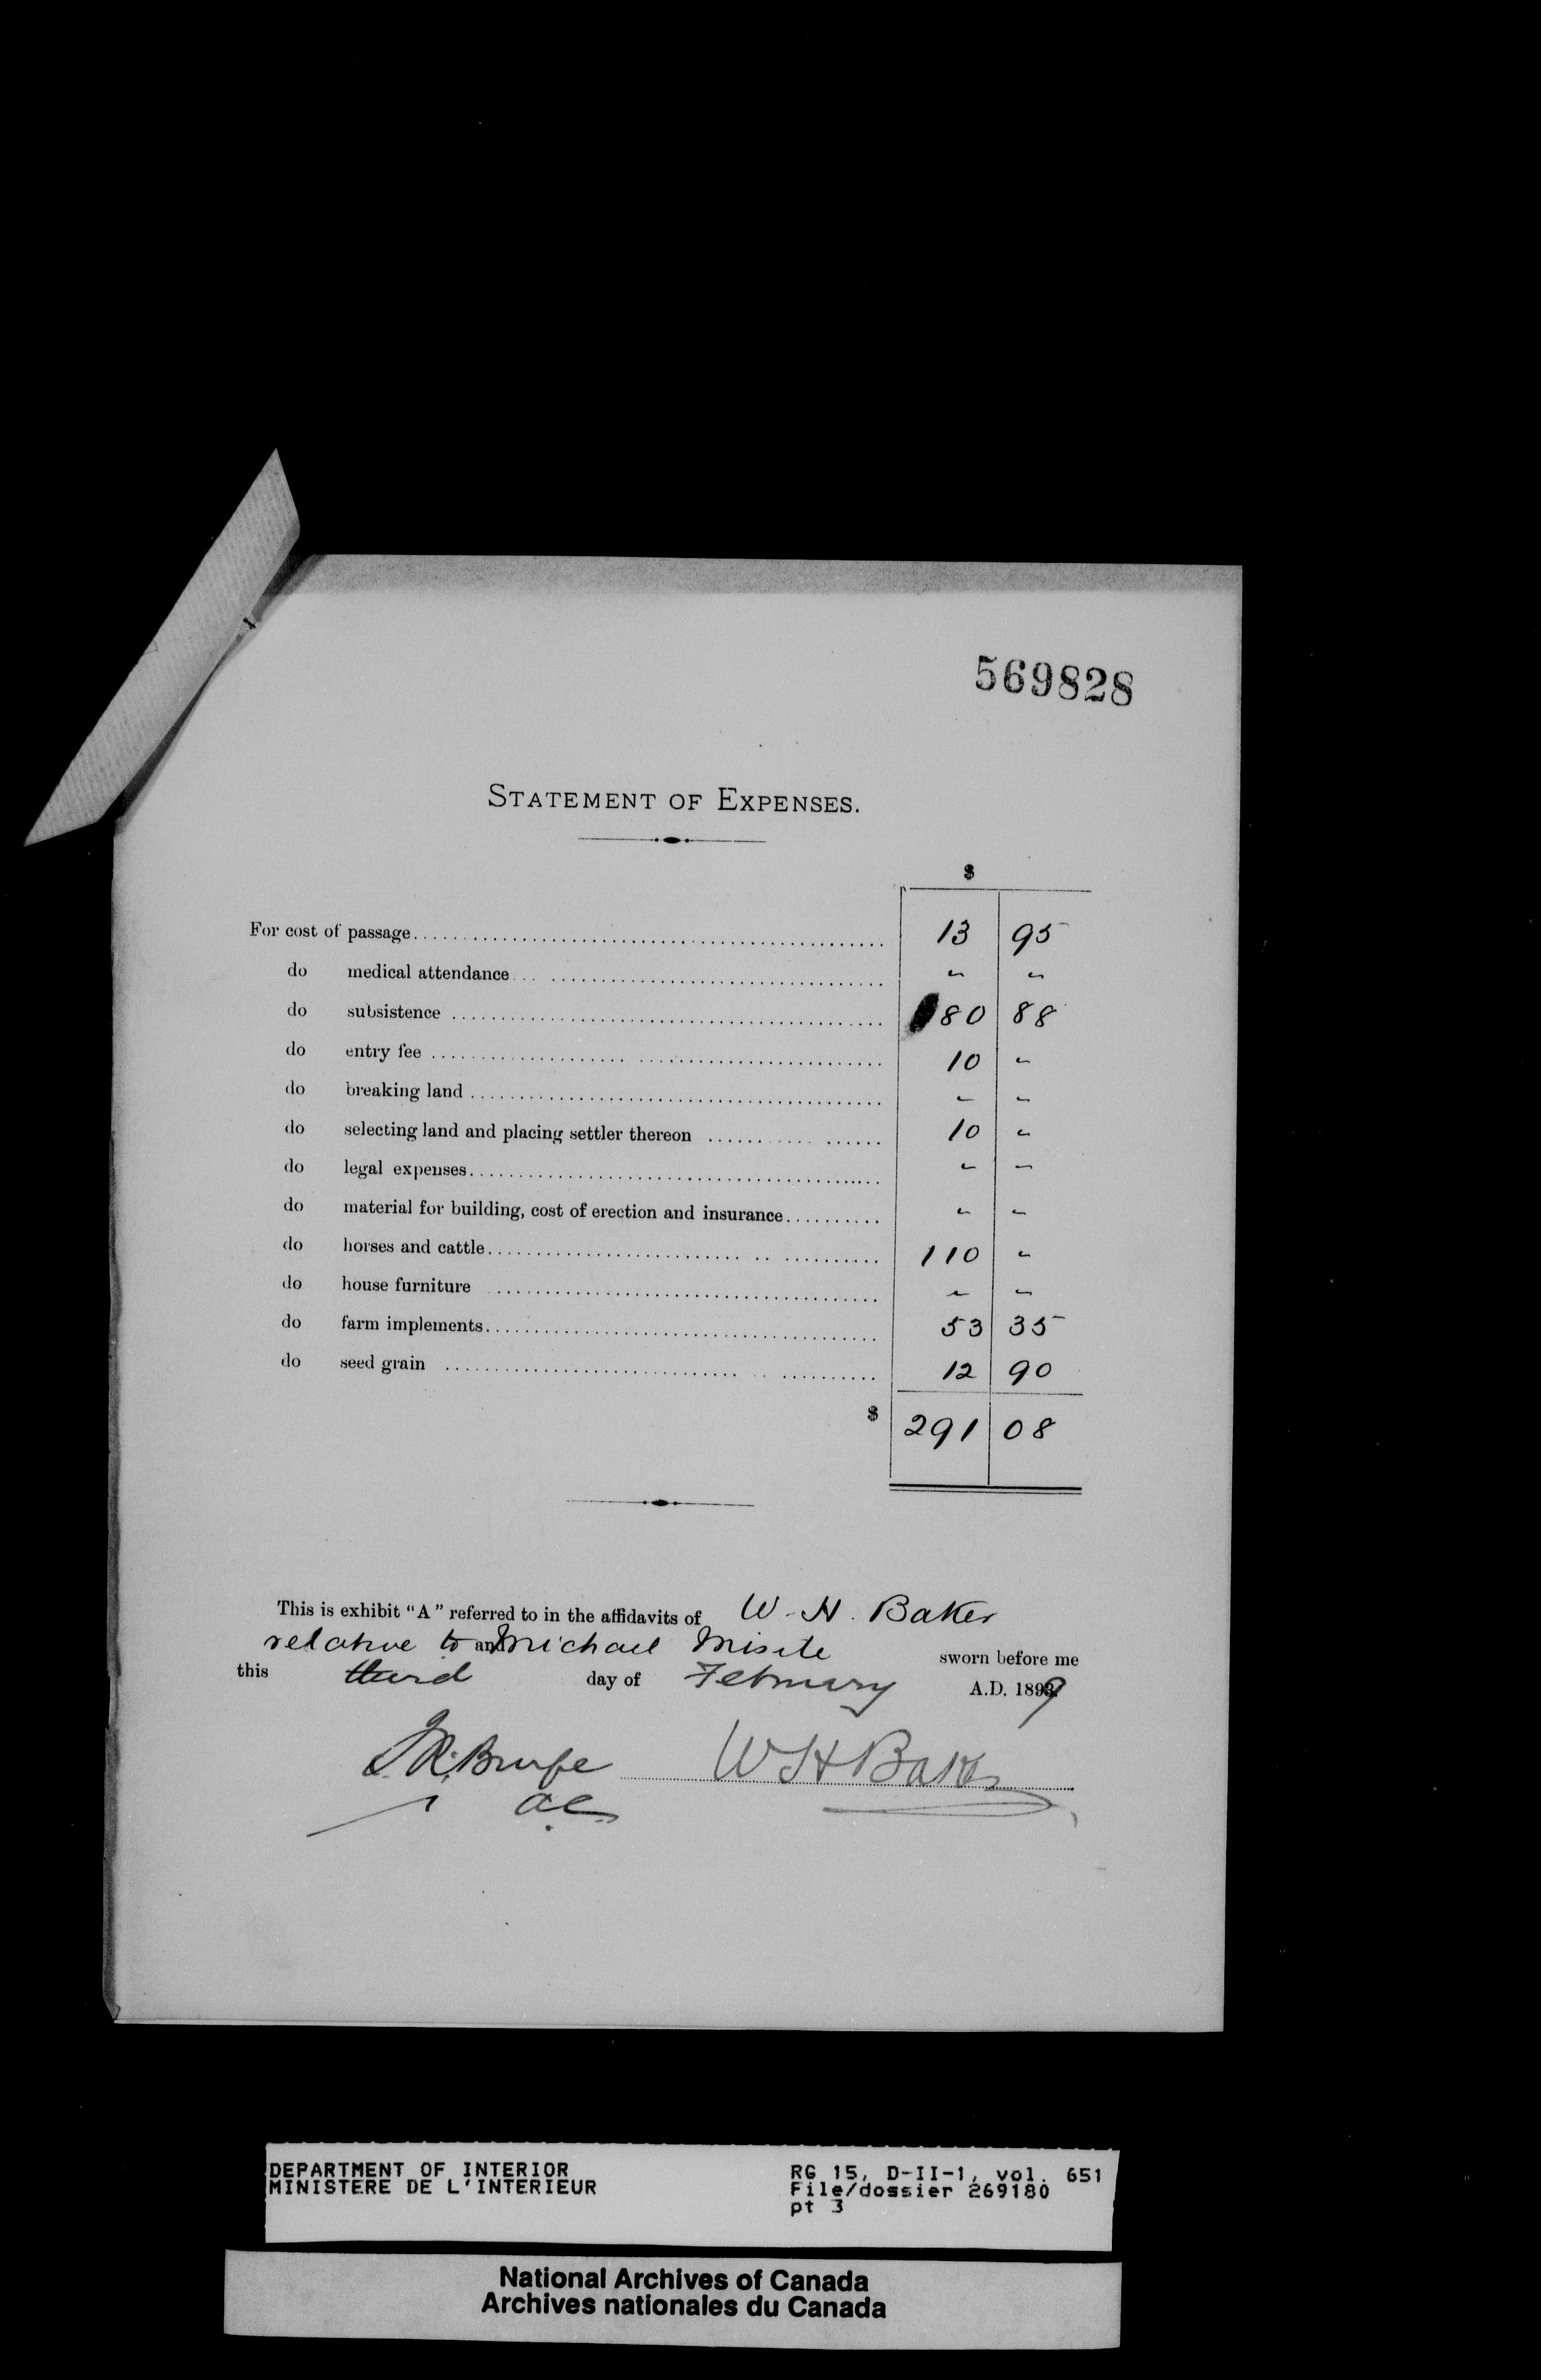 569828
STATEMENT OF EXPENSES.
$
For cost of passage 13 95
do medical attendance - -
do subsistence 80 88
do entry fee 10 -
do breaking land - -
do selecting land and placing settler thereon 10 -
do legal expenses - -
do material for building, cost of erection and insurance - -
do horses and cattle 110 -
do house furniture - -
do farm implements 53 35
do seed grain 12 90
$ 291 08
This is exhibit "A" referred to in the affidavits of W. H. Baker
relative to and Michael sworn before me
this third day of February A.D. 1899
W H Baker
DEPARTMENT OF INTERIOR
MINISTERE DE L'INTERIEUR
RG 15, D-II-1, vol. 651
File/dossier 269180
pt 3
National Archives of Canada
Archives nationales du Canada